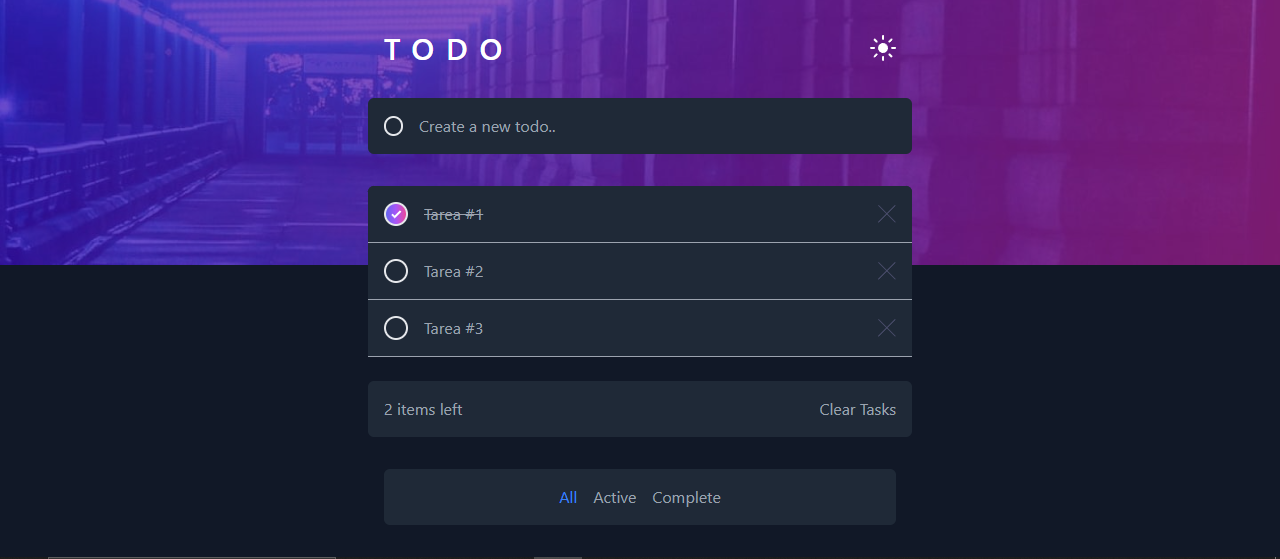 TODO
Create a new todo..
Tarea #1
Tarea #2
Tarea #3
2 items left
Clear Tasks
All Active Complete